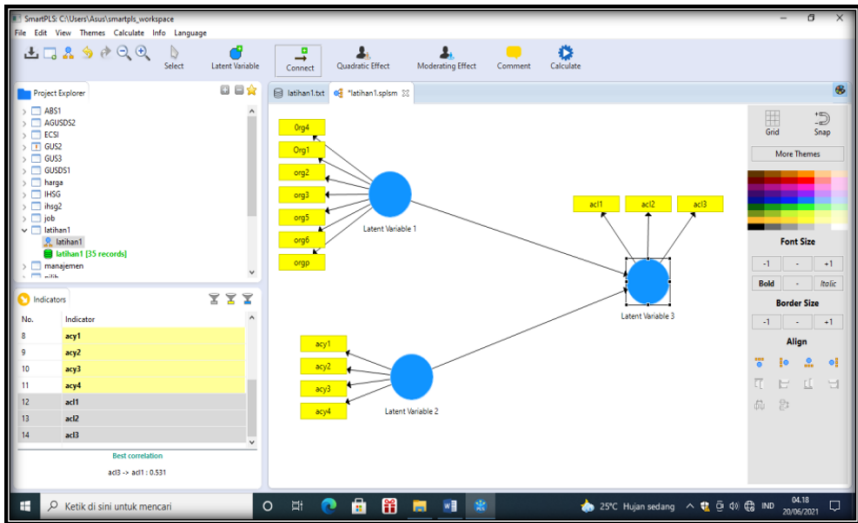 SmartPLS: C:\Users\Asus\smartpls_workspace
File Edit View Themes Calculate Info Language
Select Latent Variable Connect Quadratic Effect Moderating Effect Comment Calculate
Project Explorer
ABS1
AGUSDS2
ECSI
GUS2
GUS3
GUSDS1
harga
IHSG
ihsg2
job
latihan1
latihan1
latihan1 [35 records]
manajemen
Indicators
No. Indicator
8 acy1
9 acy2
10 acy3
11 acy4
12 acl1
13 acl2
14 acl3
Best correlation
acl3 -> acl1 : 0.531
latihan1.txt *latihan1.splsm
Org4
Org1
org2
org3
org5
org6
orgp
Latent Variable 1
acl1 acl2 acl3
Latent Variable 3
acy1
acy2
acy3
acy4
Latent Variable 2
Grid Snap
More Themes
Font Size
-1 - +1
Bold - Italic
Border Size
-1 - +1
Align
Ketik di sini untuk mencari
25°C Hujan sedang
IND
04.18
20/06/2021